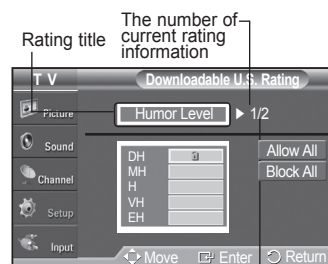 The number of
current rating
information
Rating title
T V
Downloadable U.S. Rating
Picture
Humor Level ▶ 1/2
Sound
Channel
Setup
Input
DH
MH
H
VH
EH
Allow All
Block All
Move Enter Return